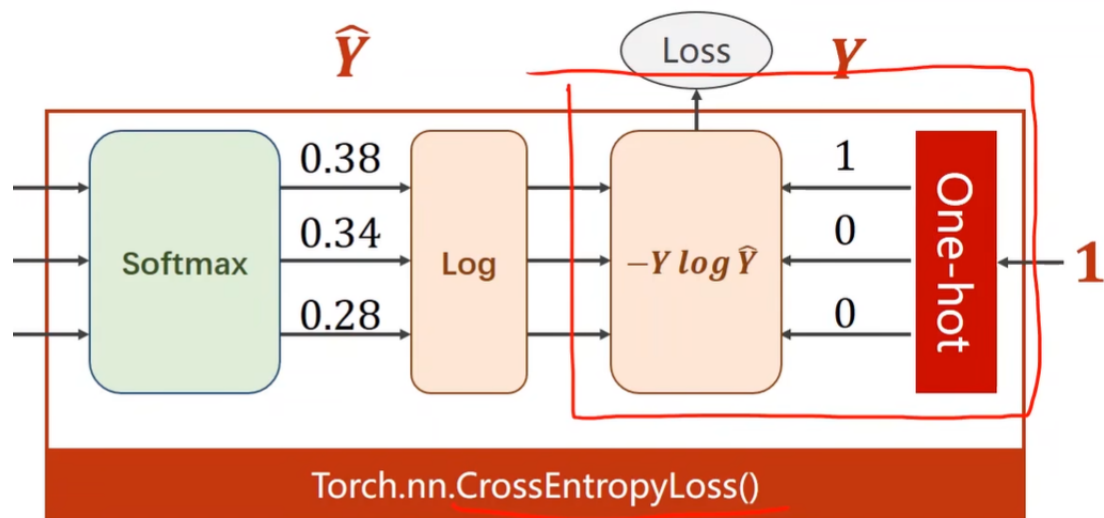 Ŷ
Loss
Y
Softmax
0.38
0.34
0.28
Log
−Y log Ŷ
1
0
0
One-hot
1
Torch.nn.CrossEntropyLoss()